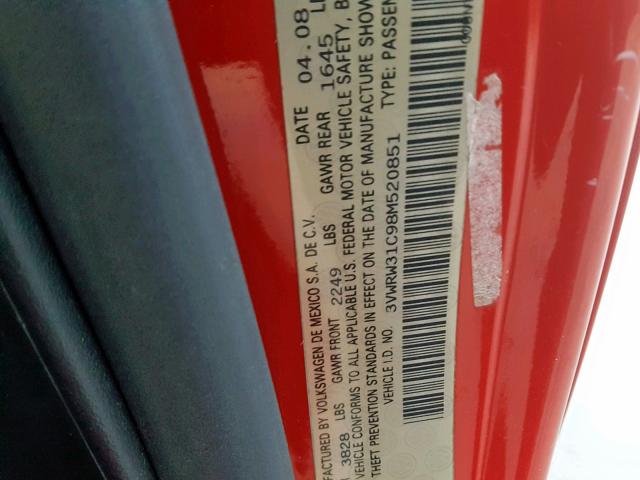 FACTURED BY VOLKSWAGEN DE MEXICO S.A. DE C.V. DATE 04.08
3828 LBS GAWR FRONT 2249 LBS GAWR REAR 1645
VEHICLE CONFORMS TO ALL APPLICABLE U.S. FEDERAL MOTOR VEHICLE SAFETY, B
THEFT PREVENTION STANDARDS IN EFFECT ON THE DATE OF MANUFACTURE SHOW
VEHICLE I.D. NO. 3VWRW31C98M520851 TYPE: PASSEN